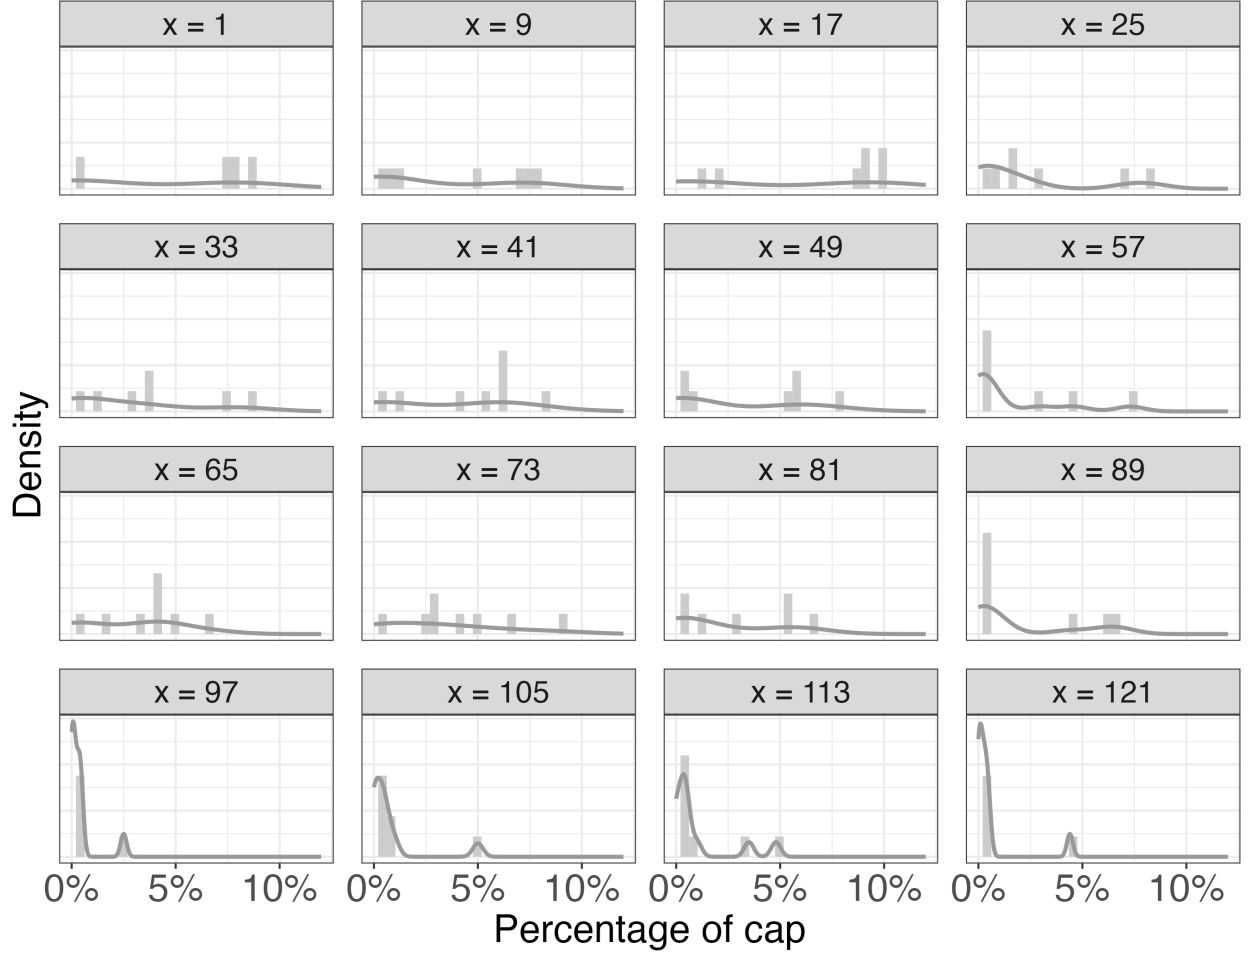 x = 1
x = 9
x = 17
x = 25
x = 33
x = 41
x = 49
x = 57
x = 65
x = 73
x = 81
x = 89
x = 97
x = 105
x = 113
x = 121
Density
0% 5% 10% 0% 5% 10% 0% 5% 10% 0% 5% 10%
Percentage of cap